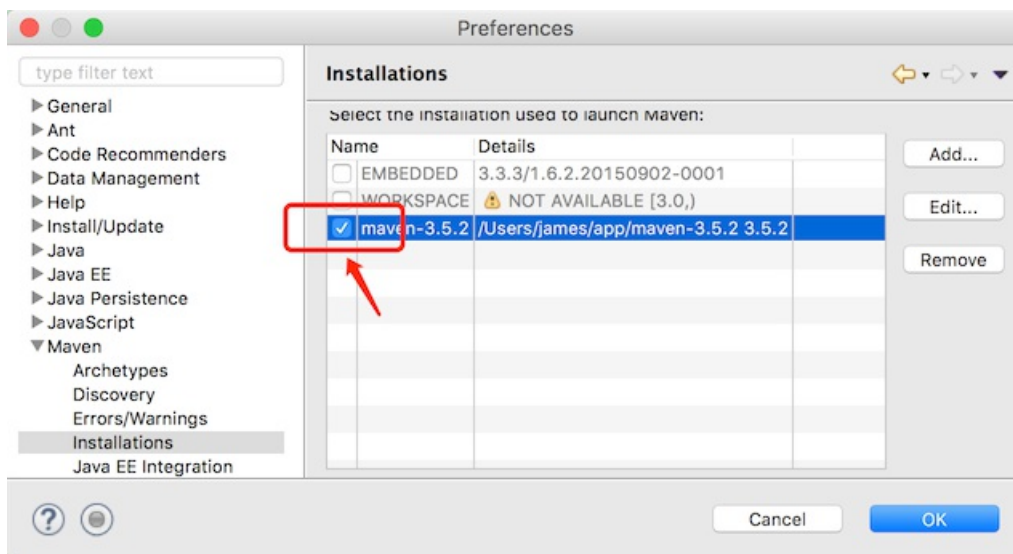 Preferences
type filter text
General
Ant
Code Recommenders
Data Management
Help
Install/Update
Java
Java EE
Java Persistence
JavaScript
Maven
Archetypes
Discovery
Errors/Warnings
Installations
Java EE Integration
Installations
Select the installation used to launch Maven:
Name Details
EMBEDDED 3.3.3/1.6.2.20150902-0001
WORKSPACE NOT AVAILABLE [3.0,)
maven-3.5.2 /Users/james/app/maven-3.5.2 3.5.2
Add...
Edit...
Remove
?
Cancel OK